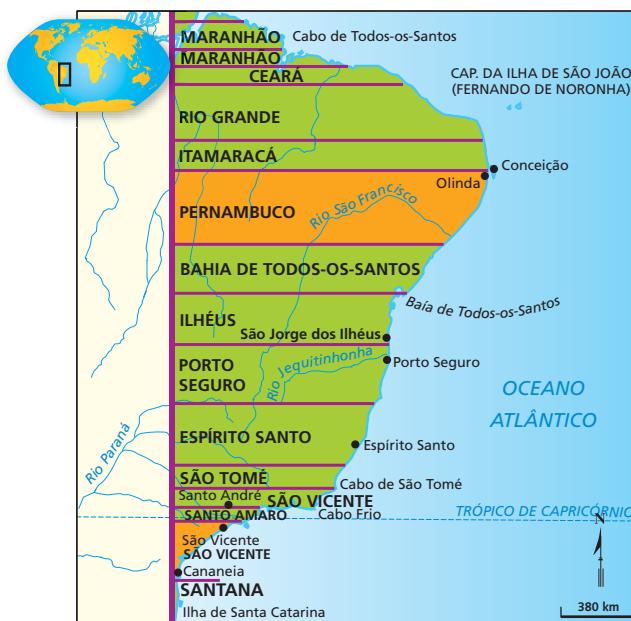 MARANHÃO
Cabo de Todos-os-Santos
MARANHÃO
CEARÁ
CAP. DA ILHA DE SÃO JOÃO
(FERNANDO DE NORONHA)
RIO GRANDE
ITAMARACÁ
Conceição
Olinda
PERNAMBUCO
Rio São Francisco
BAHIA DE TODOS-OS-SANTOS
Baía de Todos-os-Santos
ILHÉUS
São Jorge dos Ilhéus
PORTO
SEGURO
Rio Jequitinhonha
Porto Seguro
OCEANO
ATLÂNTICO
ESPÍRITO SANTO
Espírito Santo
Rio Paraná
SÃO TOMÉ
Cabo de São Tomé
Santo André
SÃO VICENTE
SANTO AMARO
Cabo Frio
TRÓPICO DE CAPRICÓRNIO
N
São Vicente
SÃO VICENTE
Cananeia
SANTANA
Ilha de Santa Catarina
380 km